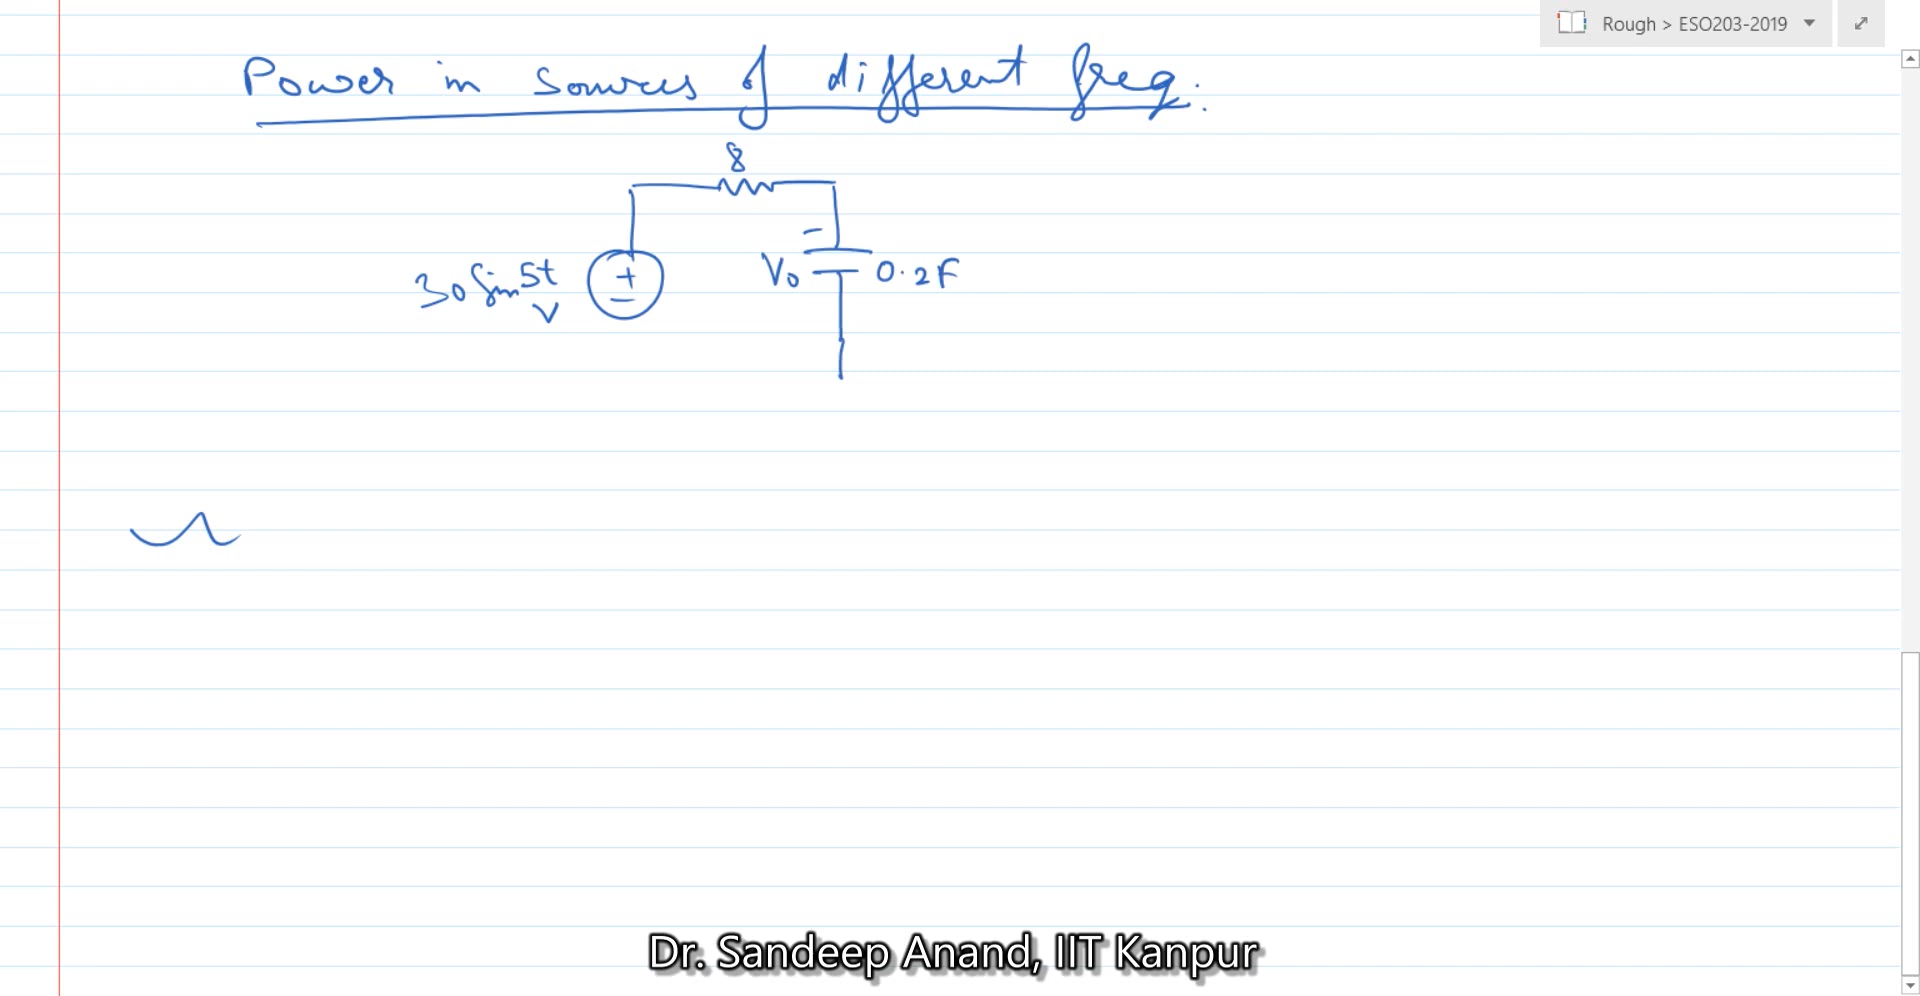 Rough > ESO203-2019
Power in Sources of different freq.
8
30 Sin 5t V
+
-
-
Vo
0.2F
Dr. Sandeep Anand, IIT Kanpur